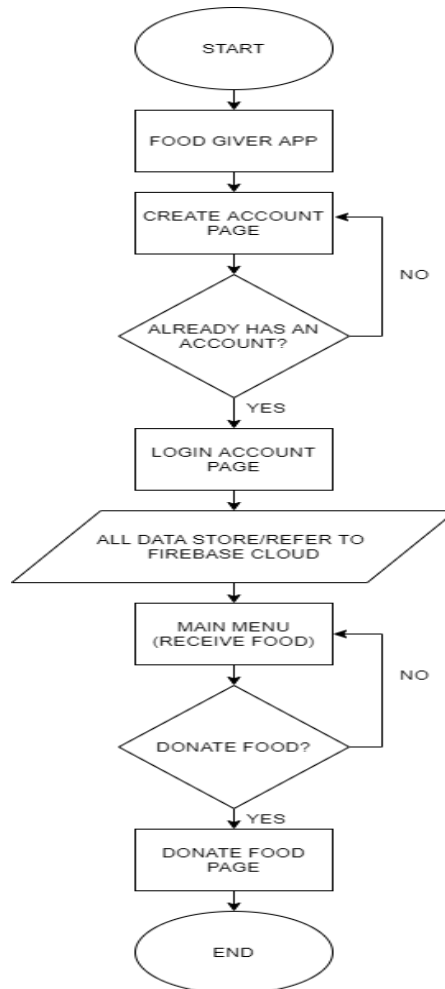 START
FOOD GIVER APP
CREATE ACCOUNT
PAGE
NO
ALREADY HAS AN
ACCOUNT?
YES
LOGIN ACCOUNT
PAGE
ALL DATA STORE/REFER TO
FIREBASE CLOUD
MAIN MENU
(RECEIVE FOOD)
NO
DONATE FOOD?
YES
DONATE FOOD
PAGE
END